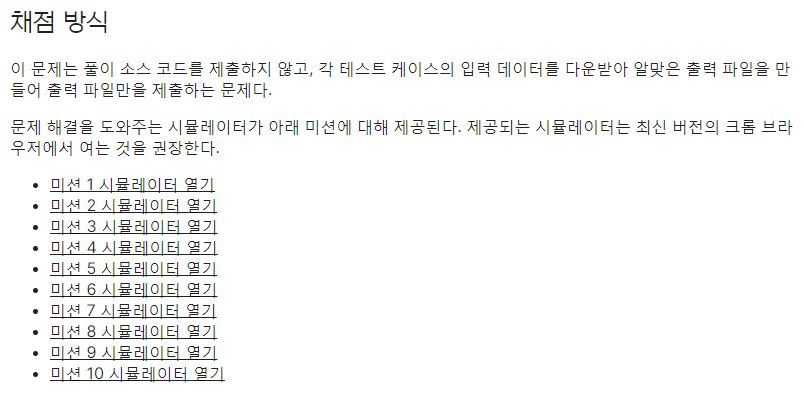 채점 방식
이 문제는 풀이 소스 코드를 제출하지 않고, 각 테스트 케이스의 입력 데이터를 다운받아 알맞은 출력 파일을 만
들어 출력 파일만을 제출하는 문제다.
문제 해결을 도와주는 시뮬레이터가 아래 미션에 대해 제공된다. 제공되는 시뮬레이터는 최신 버전의 크롬 브라
우저에서 여는 것을 권장한다.
• 미션 1 시뮬레이터 열기
• 미션 2 시뮬레이터 열기
• 미션 3 시뮬레이터 열기
• 미션 4 시뮬레이터 열기
• 미션 5 시뮬레이터 열기
• 미션 6 시뮬레이터 열기
• 미션 7 시뮬레이터 열기
• 미션 8 시뮬레이터 열기
• 미션 9 시뮬레이터 열기
• 미션 10 시뮬레이터 열기